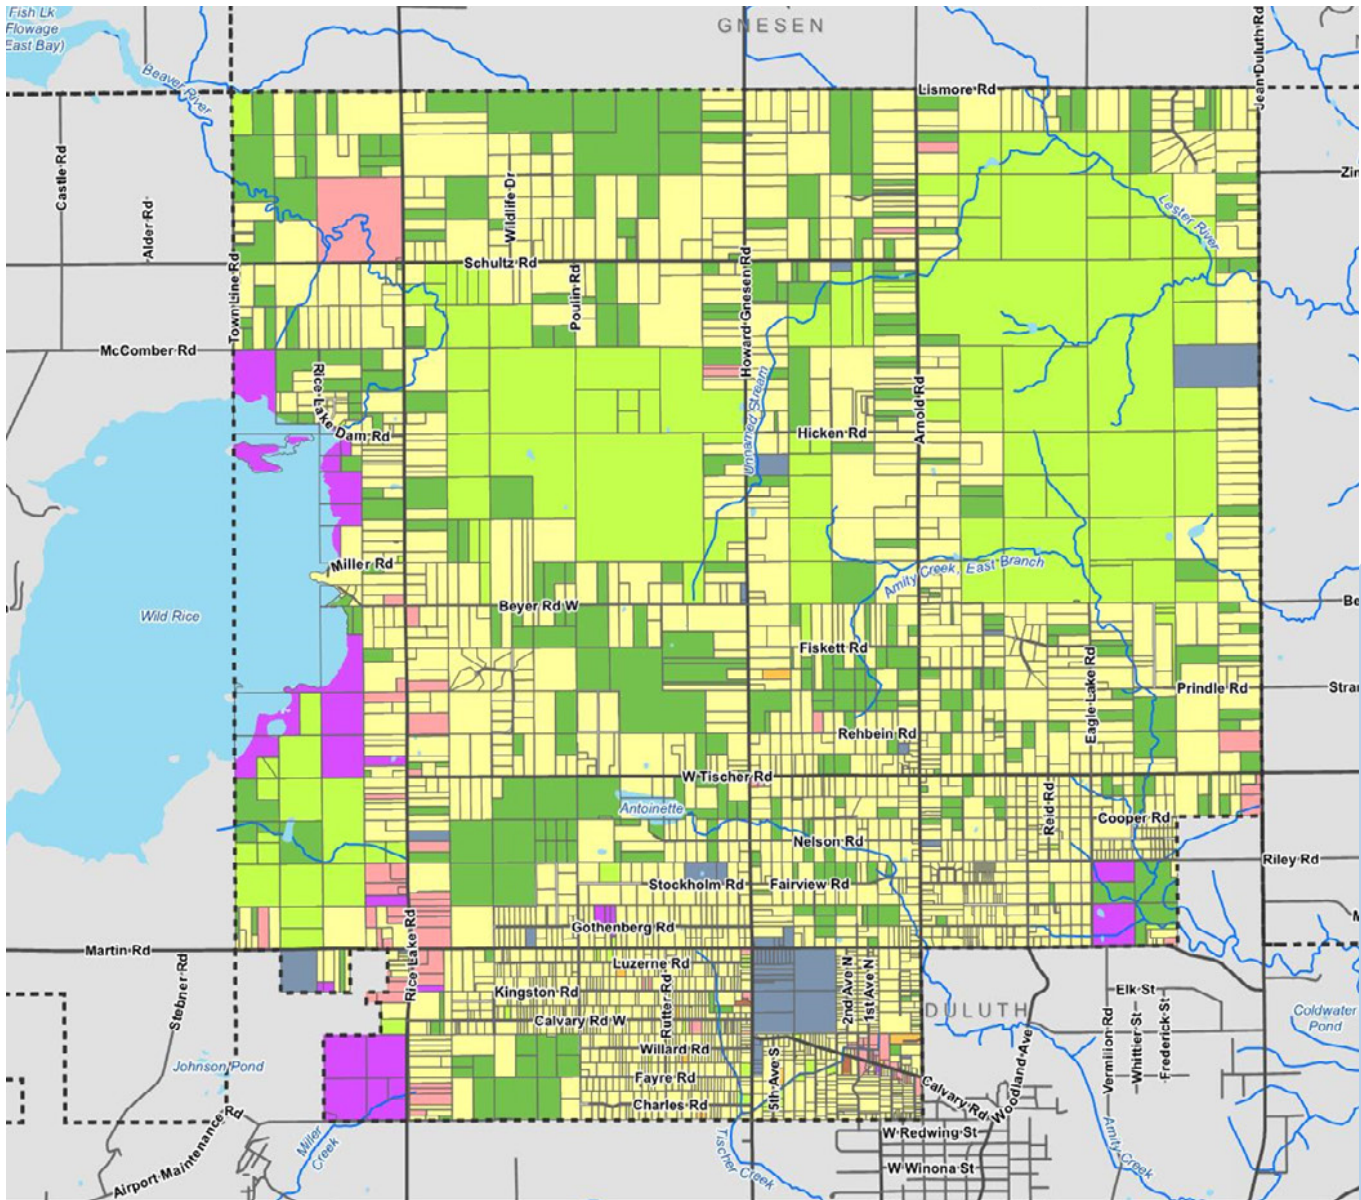 Fish Lk
Flowage
East Bay)
GNESEN
Jean Duluth Rd
Beaver River
Lismore Rd
Castle Rd
Alder Rd
Wildlife Dr
Lester River
Town Line Rd
Schultz Rd
Poulin Rd
Howard Gnesen Rd
McComber Rd
Rice Lake Dam Rd
Unnamed Stream
Arnold Rd
Hicken Rd
Miller Rd
Amity Creek, East Branch
Beyer Rd W
Wild Rice
Fiskett Rd
Eagle Lake Rd
Prindle Rd
Rehbein Rd
W Tischer Rd
Antoinette
Reid Rd
Cooper Rd
Nelson Rd
Riley Rd
Stockholm Rd
Fairview Rd
Rice Lake Rd
Gothenberg Rd
Martin Rd
Stebner Rd
Luzerne Rd
Rutter Rd
2nd Ave N
1st Ave N
Kingston Rd
Elk St
DULUTH
Coldwater
Pond
Calvary Rd W
Vermilion Rd
Whittier St
Frederick St
Woodland Ave
Willard Rd
Johnson Pond
5th Ave S
Fayre Rd
Calvary Rd
Charles Rd
Airport Maintenance Rd
Miller
Creek
Tischer Creek
W Redwing St
W Winona St
Amity Creek